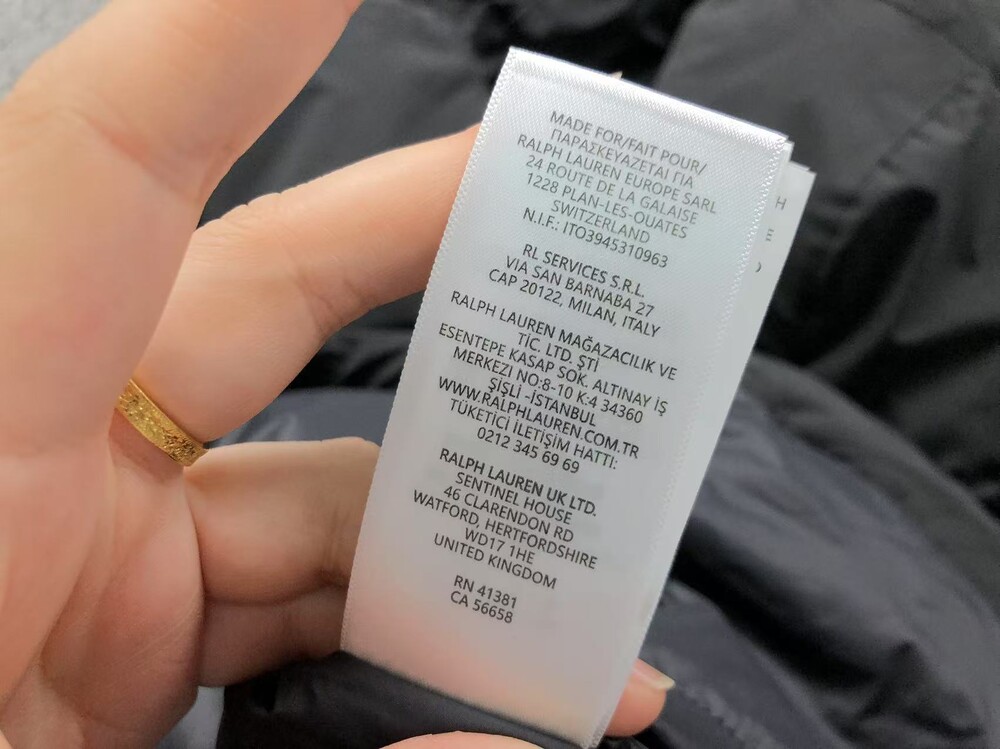 MADE FOR/FAIT POUR/
ΠΑΡΑΣΚΕΥΑΖΕΤΑΙ ΓΙΑ
RALPH LAUREN EUROPE SARL
24 ROUTE DE LA GALAISE
1228 PLAN-LES-OUATES
SWITZERLAND
N.I.F.: ITO3945310963
RL SERVICES S.R.L.
VIA SAN BARNABA 27
CAP 20122, MILAN, ITALY
RALPH LAUREN MAĞAZACILIK VE
TİC. LTD. ŞTİ
ESENTEPE KASAP SOK. ALTINAY İŞ
MERKEZI NO:8-10 K:4 34360
ŞİŞLİ -İSTANBUL
WWW.RALPHLAUREN.COM.TR
TÜKETİCİ İLETİŞİM HATTI:
0212 345 69 69
RALPH LAUREN UK LTD.
SENTINEL HOUSE
46 CLARENDON RD
WATFORD, HERTFORDSHIRE
WD17 1HE
UNITED KINGDOM
RN 41381
CA 56658